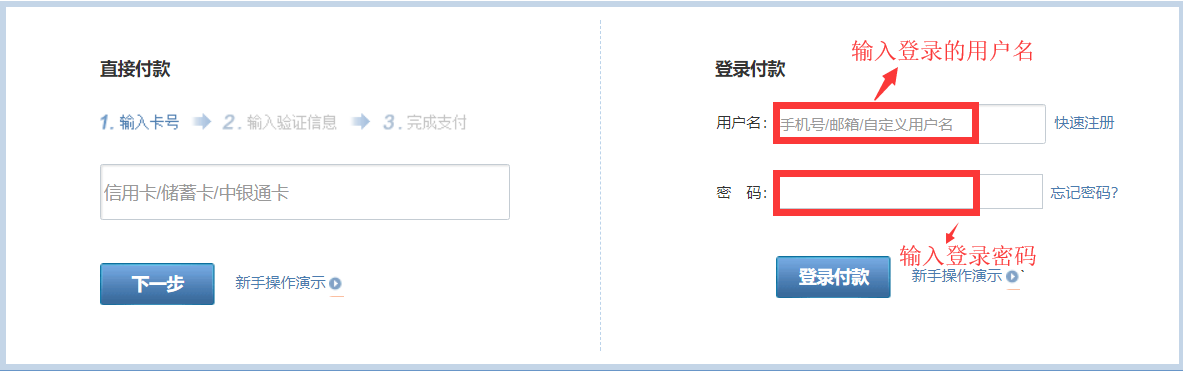 直接付款
1. 输入卡号 2. 输入验证信息 3. 完成支付
信用卡/储蓄卡/中银通卡
下一步 新手操作演示
输入登录的用户名
登录付款
用户名： 手机号/邮箱/自定义用户名 快速注册
密 码： 忘记密码?
输入登录密码
登录付款 新手操作演示